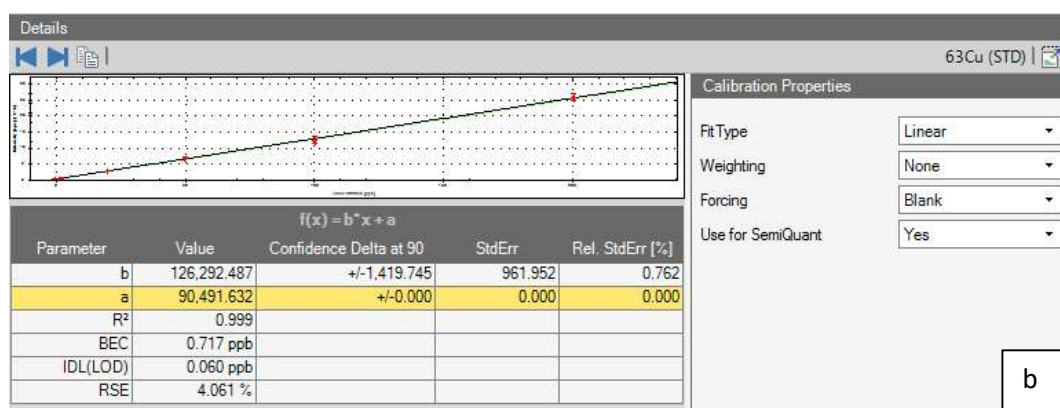 Details
63Cu (STD)
f(x) = b*x + a
Parameter Value Confidence Delta at 90 StdErr Rel. StdErr [%]
b 126,292.487 +/-1,419.745 961.952 0.762
a 90,491.632 +/-0.000 0.000 0.000
R² 0.999
BEC 0.717 ppb
IDL(LOD) 0.060 ppb
RSE 4.061 %
Calibration Properties
Fit Type Linear
Weighting None
Forcing Blank
Use for SemiQuant Yes
b